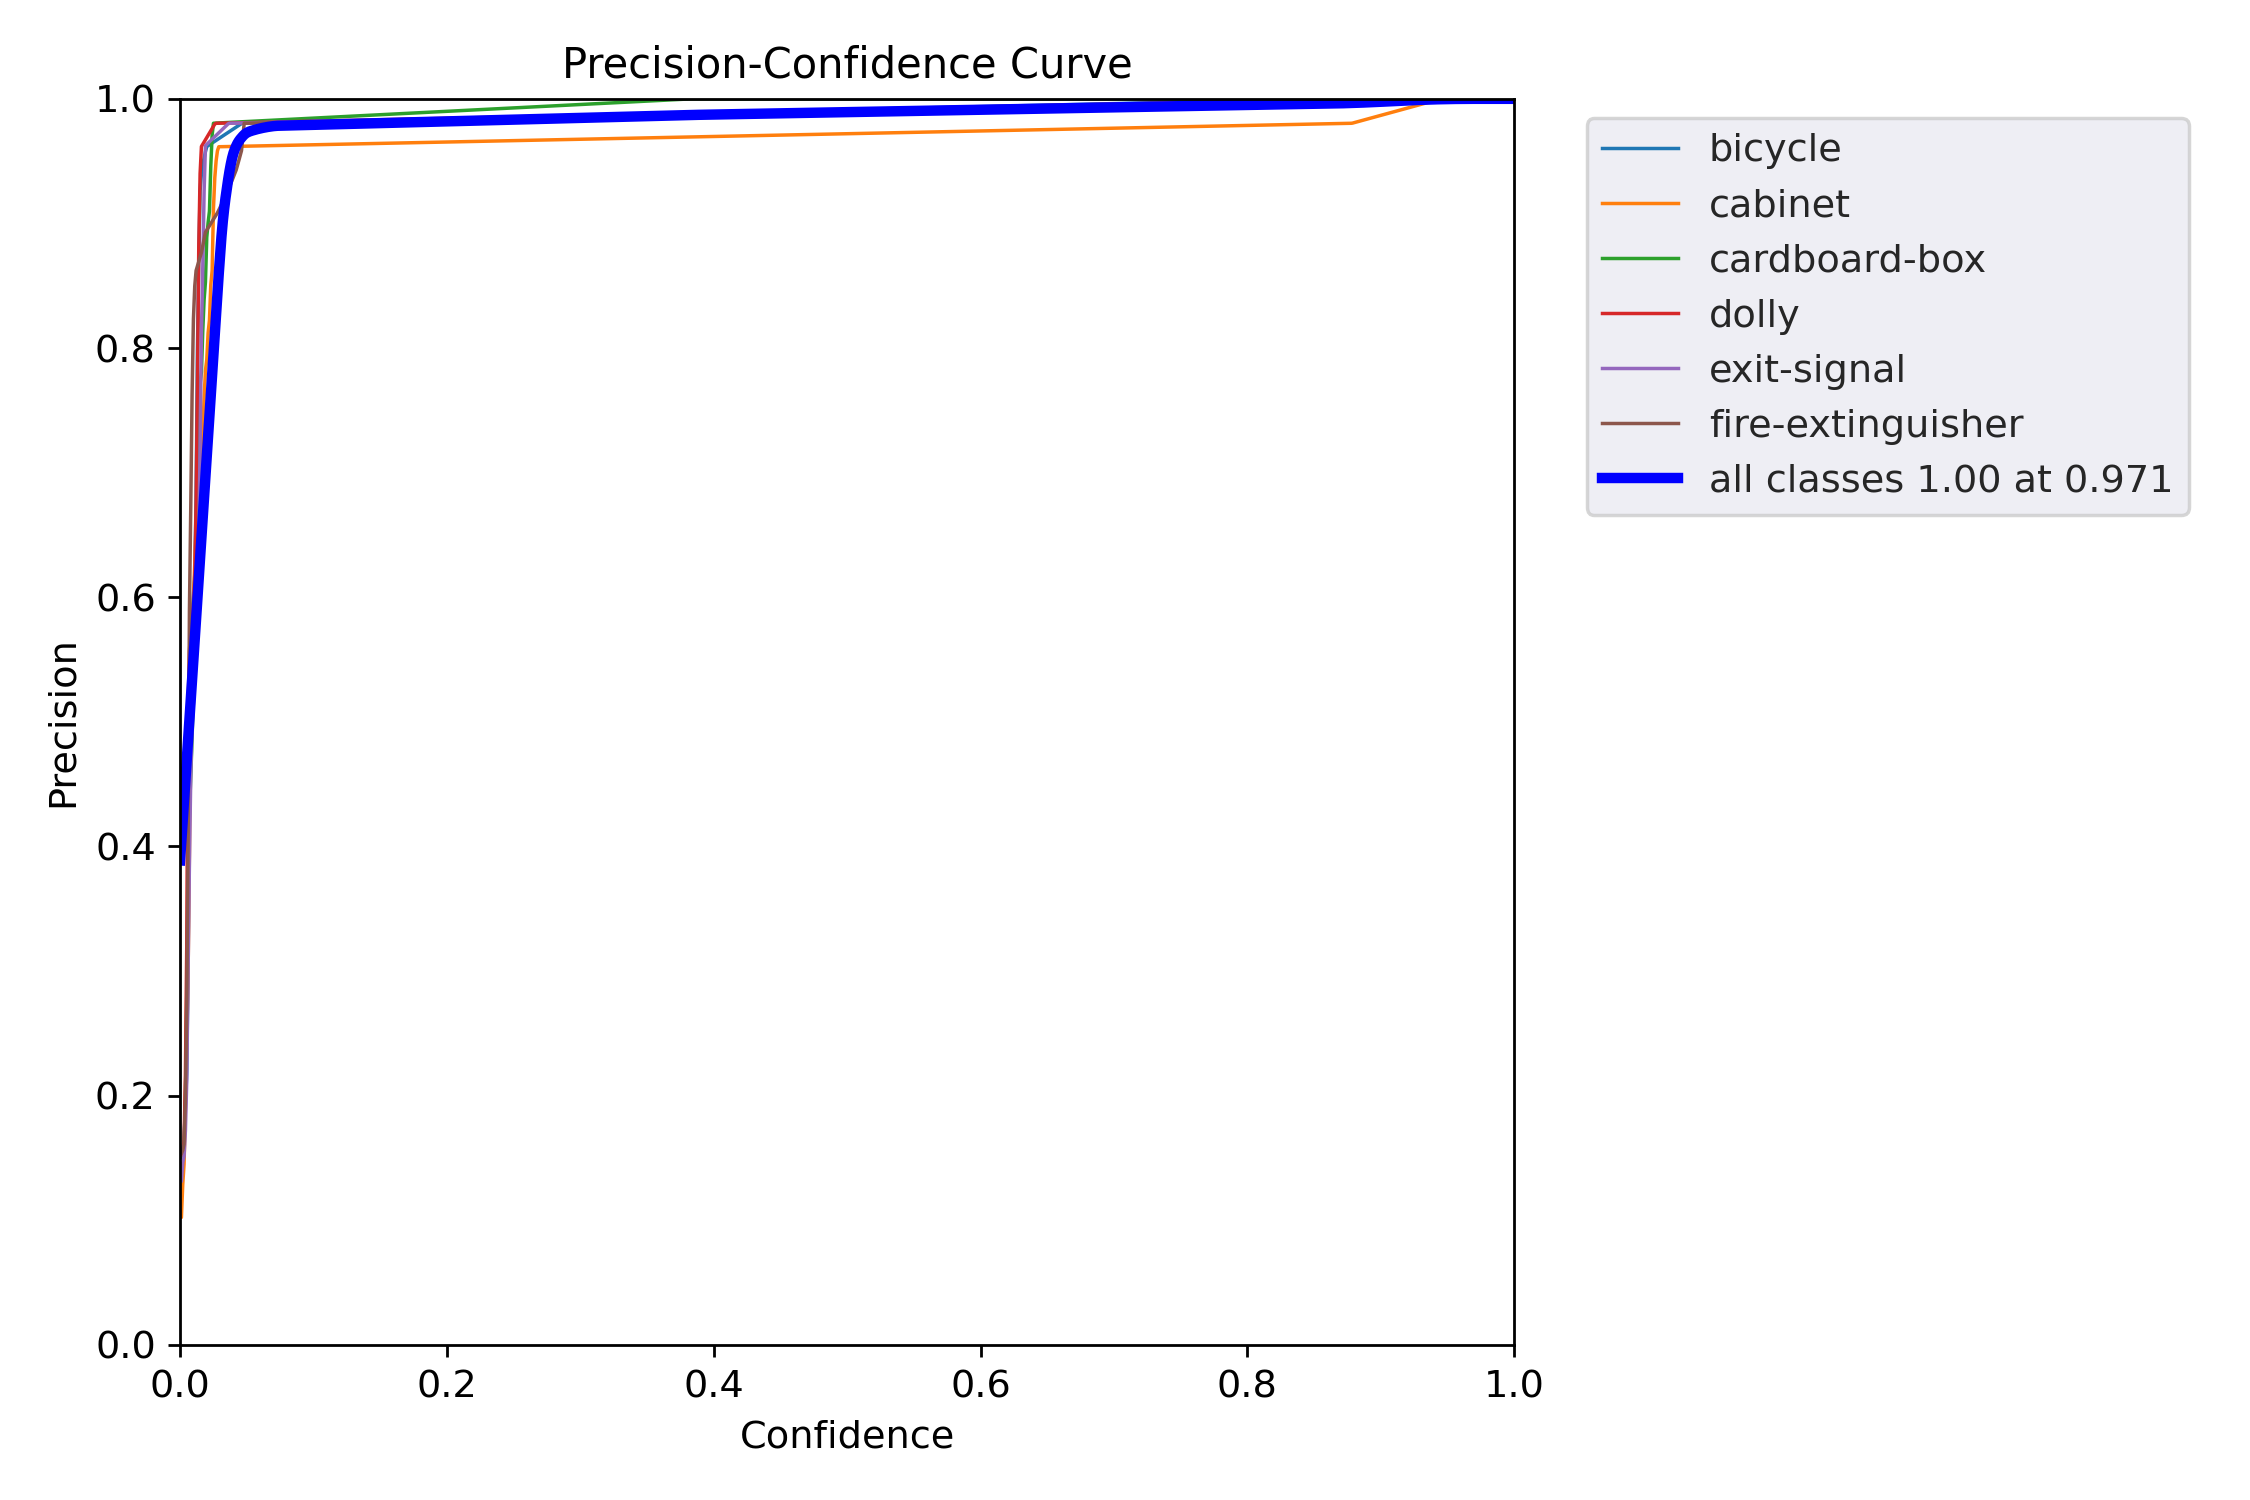 Precision-Confidence Curve
1.0
0.8
0.6
0.4
0.2
0.0
Precision
0.0 0.2 0.4 0.6 0.8 1.0
Confidence
bicycle
cabinet
cardboard-box
dolly
exit-signal
fire-extinguisher
all classes 1.00 at 0.971